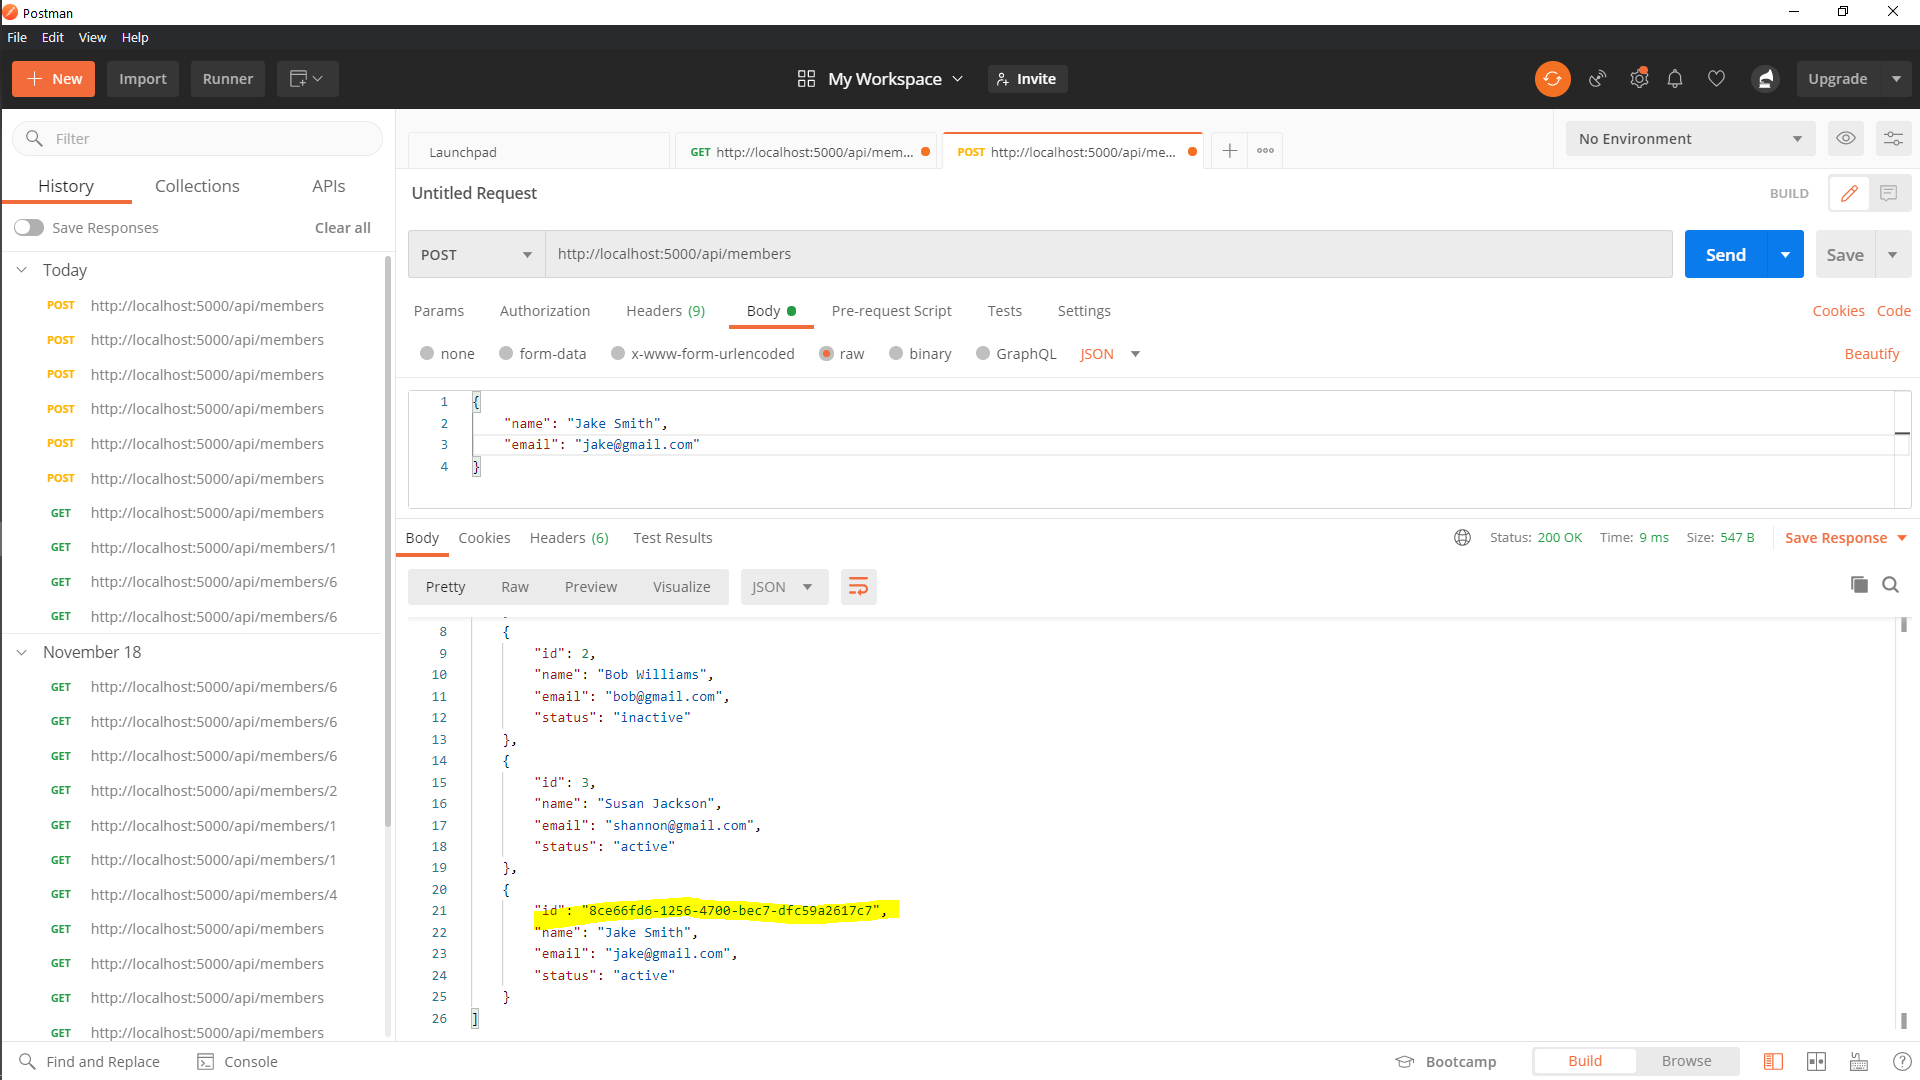 Postman
File Edit View Help
New Import Runner My Workspace Invite Upgrade
Filter
History Collections APIs
Save Responses Clear all
Today
POST http://localhost:5000/api/members
POST http://localhost:5000/api/members
POST http://localhost:5000/api/members
POST http://localhost:5000/api/members
POST http://localhost:5000/api/members
POST http://localhost:5000/api/members
GET http://localhost:5000/api/members
GET http://localhost:5000/api/members/1
GET http://localhost:5000/api/members/6
GET http://localhost:5000/api/members/6
November 18
GET http://localhost:5000/api/members/6
GET http://localhost:5000/api/members/6
GET http://localhost:5000/api/members/6
GET http://localhost:5000/api/members/2
GET http://localhost:5000/api/members/1
GET http://localhost:5000/api/members/1
GET http://localhost:5000/api/members/4
GET http://localhost:5000/api/members
GET http://localhost:5000/api/members
GET http://localhost:5000/api/members
GET http://localhost:5000/api/members
Launchpad GET http://localhost:5000/api/mem... POST http://localhost:5000/api/me... No Environment
Untitled Request BUILD
POST http://localhost:5000/api/members Send Save
Params Authorization Headers (9) Body Pre-request Script Tests Settings Cookies Code
none form-data x-www-form-urlencoded raw binary GraphQL JSON Beautify
1 {
2 "name": "Jake Smith",
3 "email": "jake@gmail.com"
4 }
Body Cookies Headers (6) Test Results Status: 200 OK Time: 9 ms Size: 547 B Save Response
Pretty Raw Preview Visualize JSON
8 {
9 "id": 2,
10 "name": "Bob Williams",
11 "email": "bob@gmail.com",
12 "status": "inactive"
13 },
14 {
15 "id": 3,
16 "name": "Susan Jackson",
17 "email": "shannon@gmail.com",
18 "status": "active"
19 },
20 {
21 "id": "8ce66fd6-1256-4700-bec7-dfc59a2617c7",
22 "name": "Jake Smith",
23 "email": "jake@gmail.com",
24 "status": "active"
25 }
26 ]
Find and Replace Console Bootcamp Build Browse